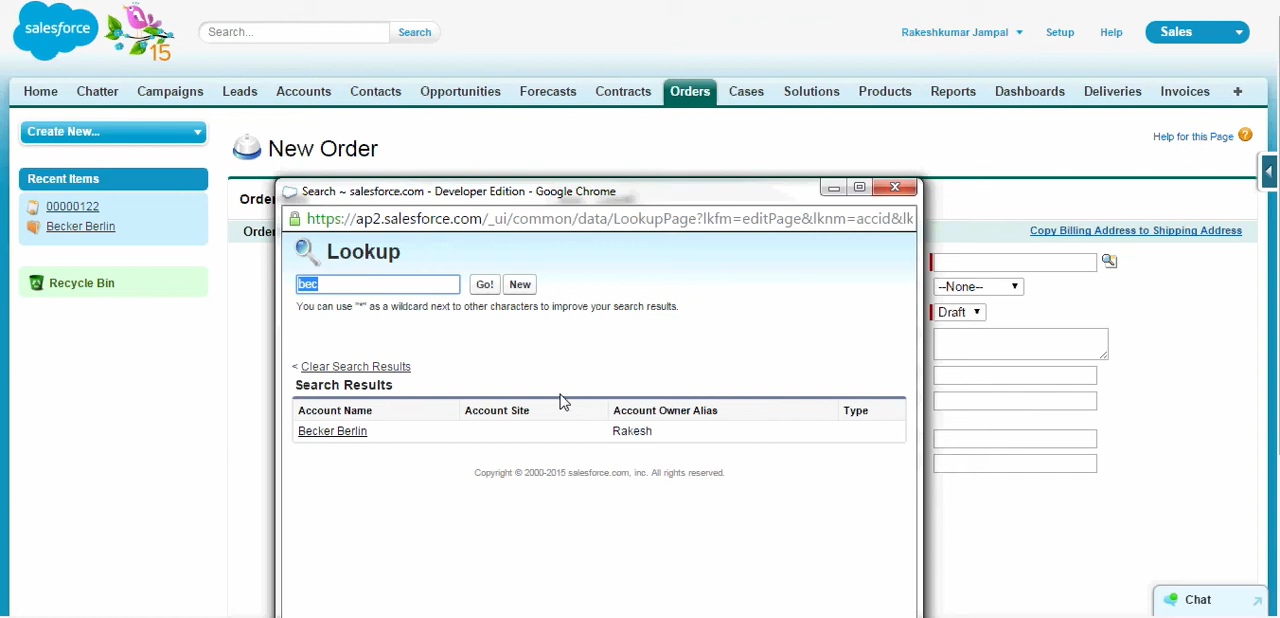 salesforce
15
Search...
Search
Rakeshkumar Jampal
Setup
Help
Sales
Home
Chatter
Campaigns
Leads
Accounts
Contacts
Opportunities
Forecasts
Contracts
Orders
Cases
Solutions
Products
Reports
Dashboards
Deliveries
Invoices
+
Create New...
New Order
Help for this Page
?
Recent Items
00000122
Becker Berlin
Recycle Bin
Search ~ salesforce.com - Developer Edition - Google Chrome
https://ap2.salesforce.com/_ui/common/data/LookupPage?lkfm=editPage&lknm=accid&lk
Lookup
bec
Go!
New
You can use "*" as a wildcard next to other characters to improve your search results.
< Clear Search Results
Search Results
Account Name
Account Site
Account Owner Alias
Type
Becker Berlin
Rakesh
Copyright © 2000-2015 salesforce.com, inc. All rights reserved.
Copy Billing Address to Shipping Address
--None--
Draft
Chat